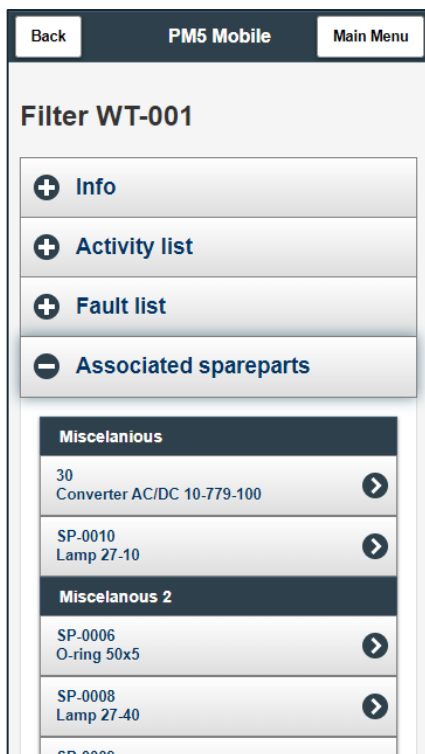 Back PM5 Mobile Main Menu
Filter WT-001
Info
Activity list
Fault list
Associated spareparts
Miscelanious
30
Converter AC/DC 10-779-100
SP-0010
Lamp 27-10
Miscelanous 2
SP-0006
O-ring 50x5
SP-0008
Lamp 27-40